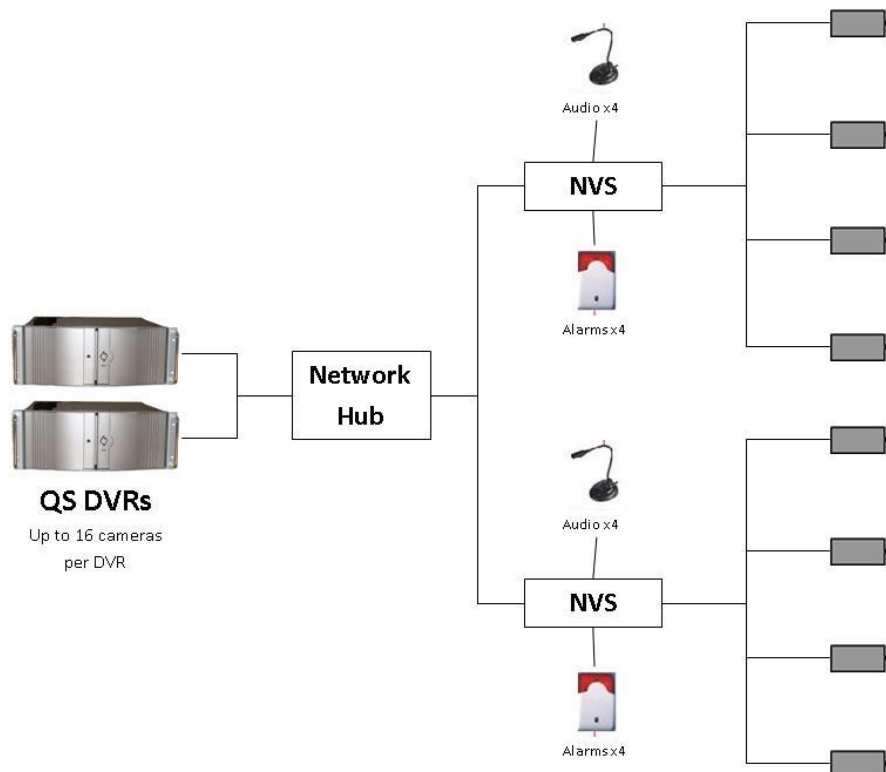 Audio x4
NVS
Alarms x4
Network
Hub
QS DVRs
Up to 16 cameras
per DVR
Audio x4
NVS
Alarms x4